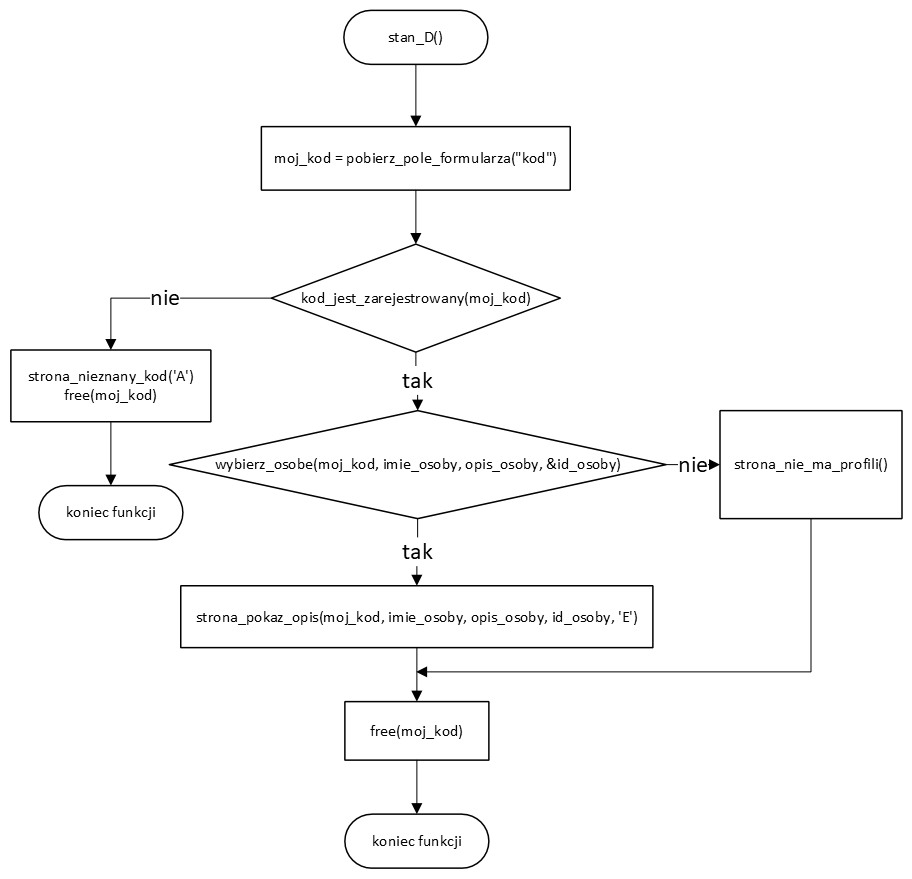 stan_D()
moj_kod = pobierz_pole_formularza("kod")
kod_jest_zarejestrowany(moj_kod)
nie
strona_nieznany_kod('A')
free(moj_kod)
koniec funkcji
tak
wybierz_osobe(moj_kod, imie_osoby, opis_osoby, &id_osoby)
nie
strona_nie_ma_profili()
tak
strona_pokaz_opis(moj_kod, imie_osoby, opis_osoby, id_osoby, 'E')
free(moj_kod)
koniec funkcji